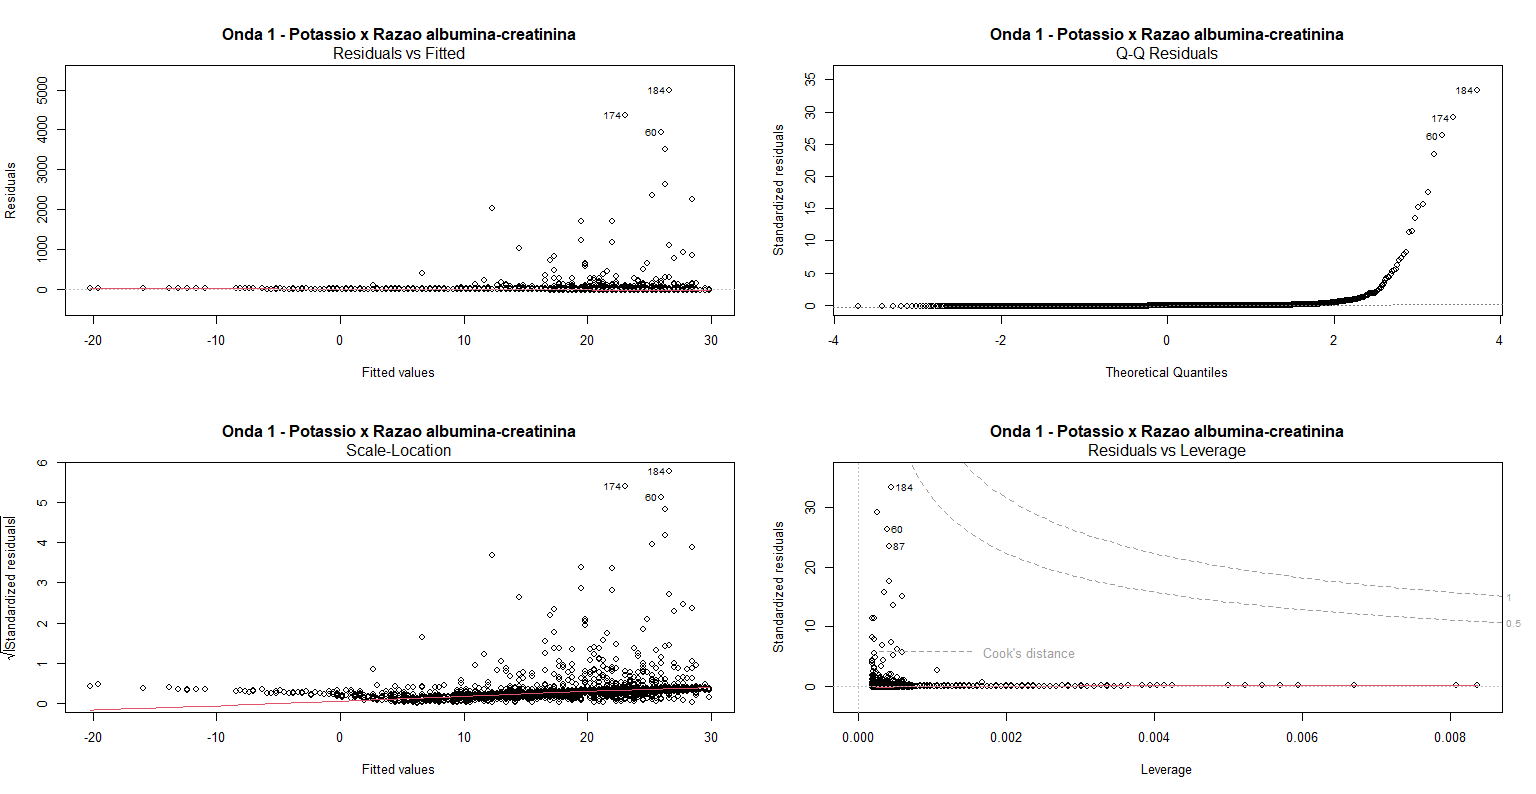 Onda 1 - Potassio x Razao albumina-creatinina
Residuals vs Fitted
Residuals
0 1000 2000 3000 4000 5000
184
174
60
-20 -10 0 10 20 30
Fitted values
Onda 1 - Potassio x Razao albumina-creatinina
Q-Q Residuals
Standardized residuals
0 5 10 15 20 25 30 35
184
174
60
-4 -2 0 2 4
Theoretical Quantiles
Onda 1 - Potassio x Razao albumina-creatinina
Scale-Location
√|Standardized residuals|
0 1 2 3 4 5 6
184
174
60
-20 -10 0 10 20 30
Fitted values
Onda 1 - Potassio x Razao albumina-creatinina
Residuals vs Leverage
Standardized residuals
0 10 20 30
184
60
87
Cook's distance
1
0.5
0.000 0.002 0.004 0.006 0.008
Leverage